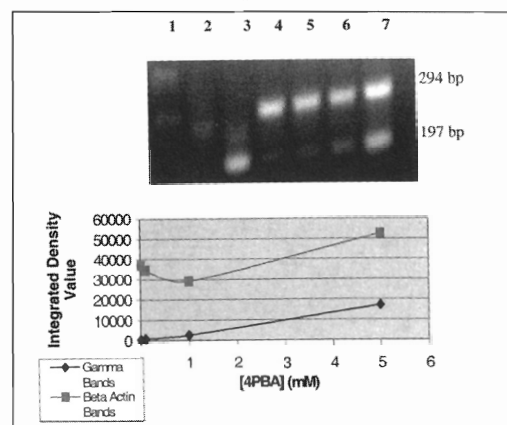 1 2 3 4 5 6 7
294 bp
197 bp
Integrated Density
Value
60000
50000
40000
30000
20000
10000
0
1 2 3 4 5 6
[4PBA] (mM)
Gamma
Bands
Beta Actin
Bands